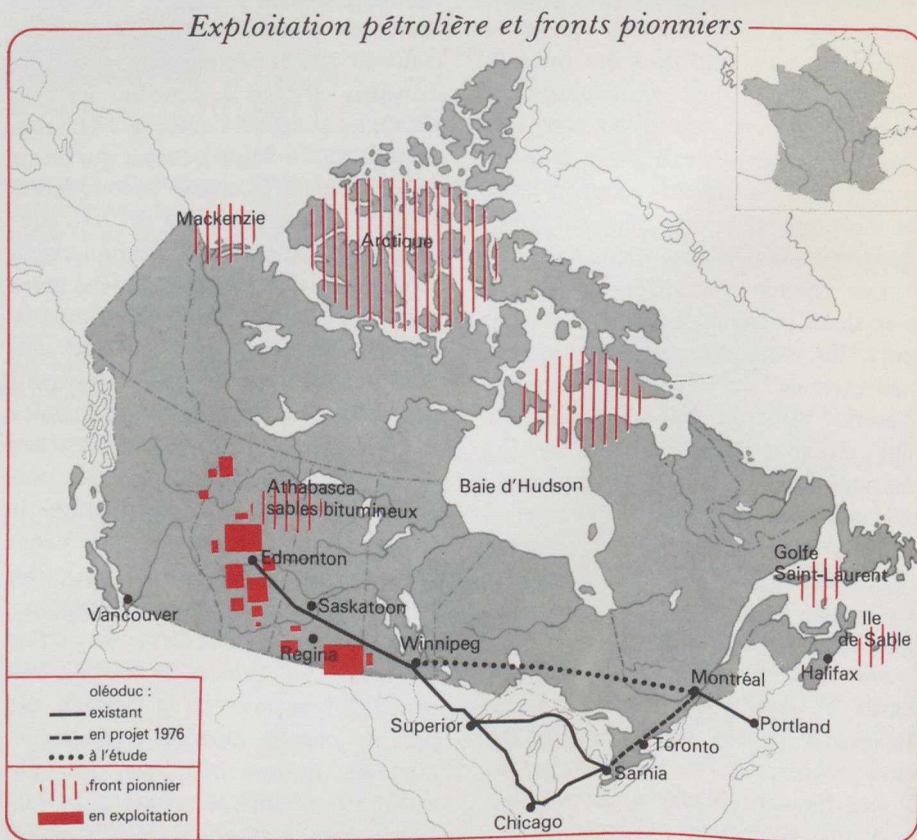 Exploitation pétrolière et fronts pionniers
Mackenzie
Arctique
Baie d'Hudson
Athabasca
sables bitumineux
Edmonton
Saskatoon
Vancouver
Regina
Winnipeg
Golfe
Saint-Laurent
Ile
de Sable
Halifax
Montréal
Portland
Superior
Toronto
Sarnia
Chicago
oléoduc :
existant
en projet 1976
à l'étude
front pionnier
en exploitation